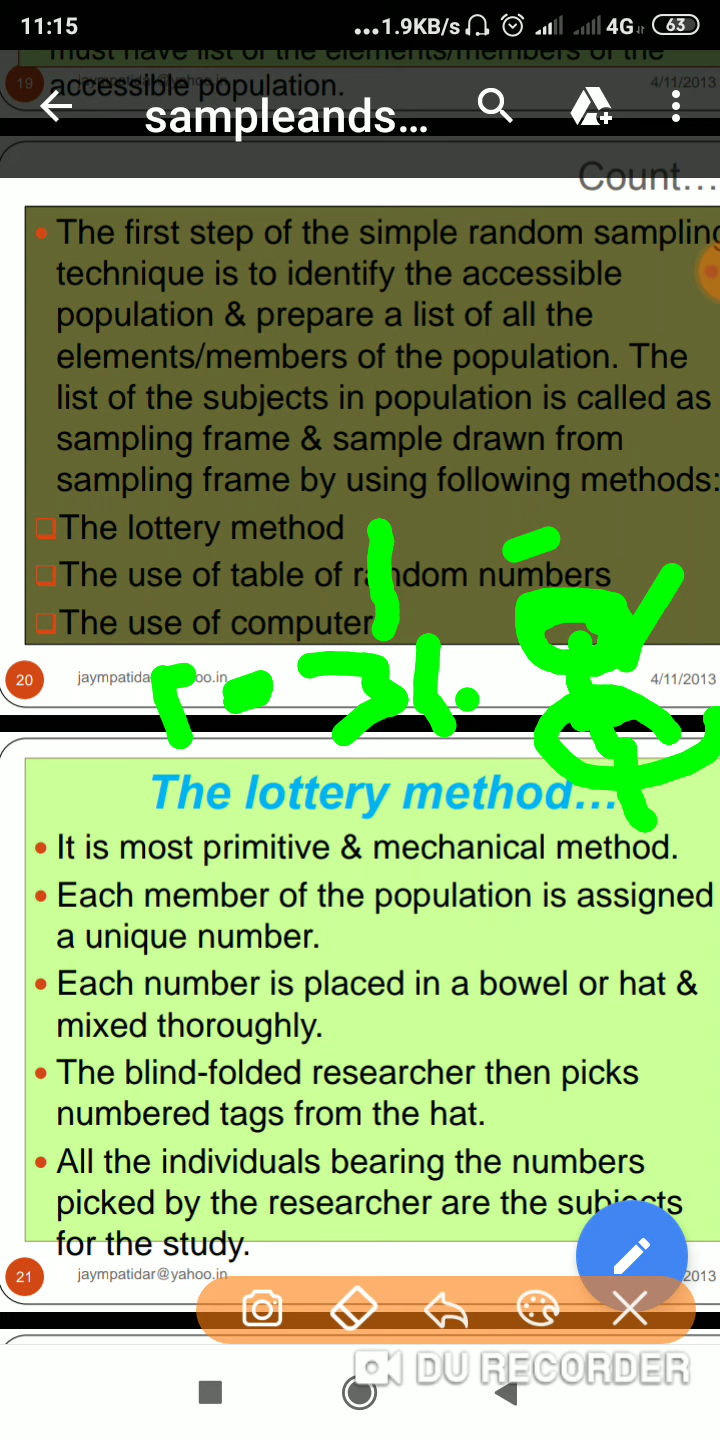 11:15 ...1.9KB/s 4G 63
must have list of the elements/members of the
19 accessible population. jaympatidar@yahoo.in 4/11/2013
sampleands...
Count...
The first step of the simple random sampling
technique is to identify the accessible
population & prepare a list of all the
elements/members of the population. The
list of the subjects in population is called as
sampling frame & sample drawn from
sampling frame by using following methods:
The lottery method
The use of table of random numbers
The use of computer
20 4/11/2013
The lottery method...
It is most primitive & mechanical method.
Each member of the population is assigned
a unique number.
Each number is placed in a bowel or hat &
mixed thoroughly.
The blind-folded researcher then picks
numbered tags from the hat.
All the individuals bearing the numbers
picked by the researcher are the subjects
for the study.
21 jaympatidar@yahoo.in 2013
DU RECORDER